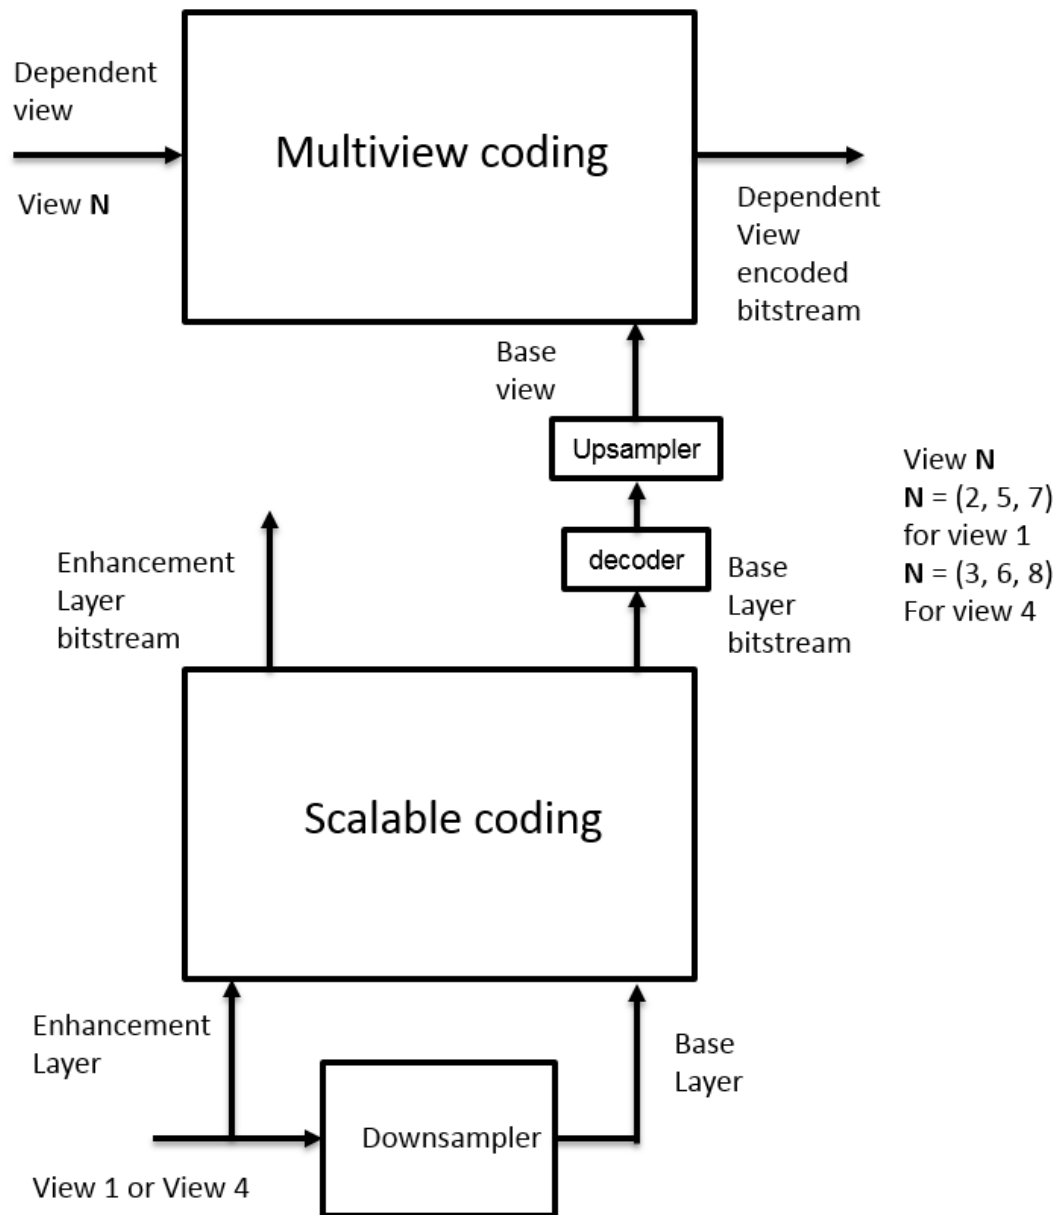 Dependent
view
Multiview coding
View N
Dependent
View
encoded
bitstream
Base
view
Upsampler
View N
N = (2, 5, 7)
for view 1
N = (3, 6, 8)
For view 4
Enhancement
Layer
bitstream
decoder
Base
Layer
bitstream
Scalable coding
Enhancement
Layer
Base
Layer
Downsampler
View 1 or View 4